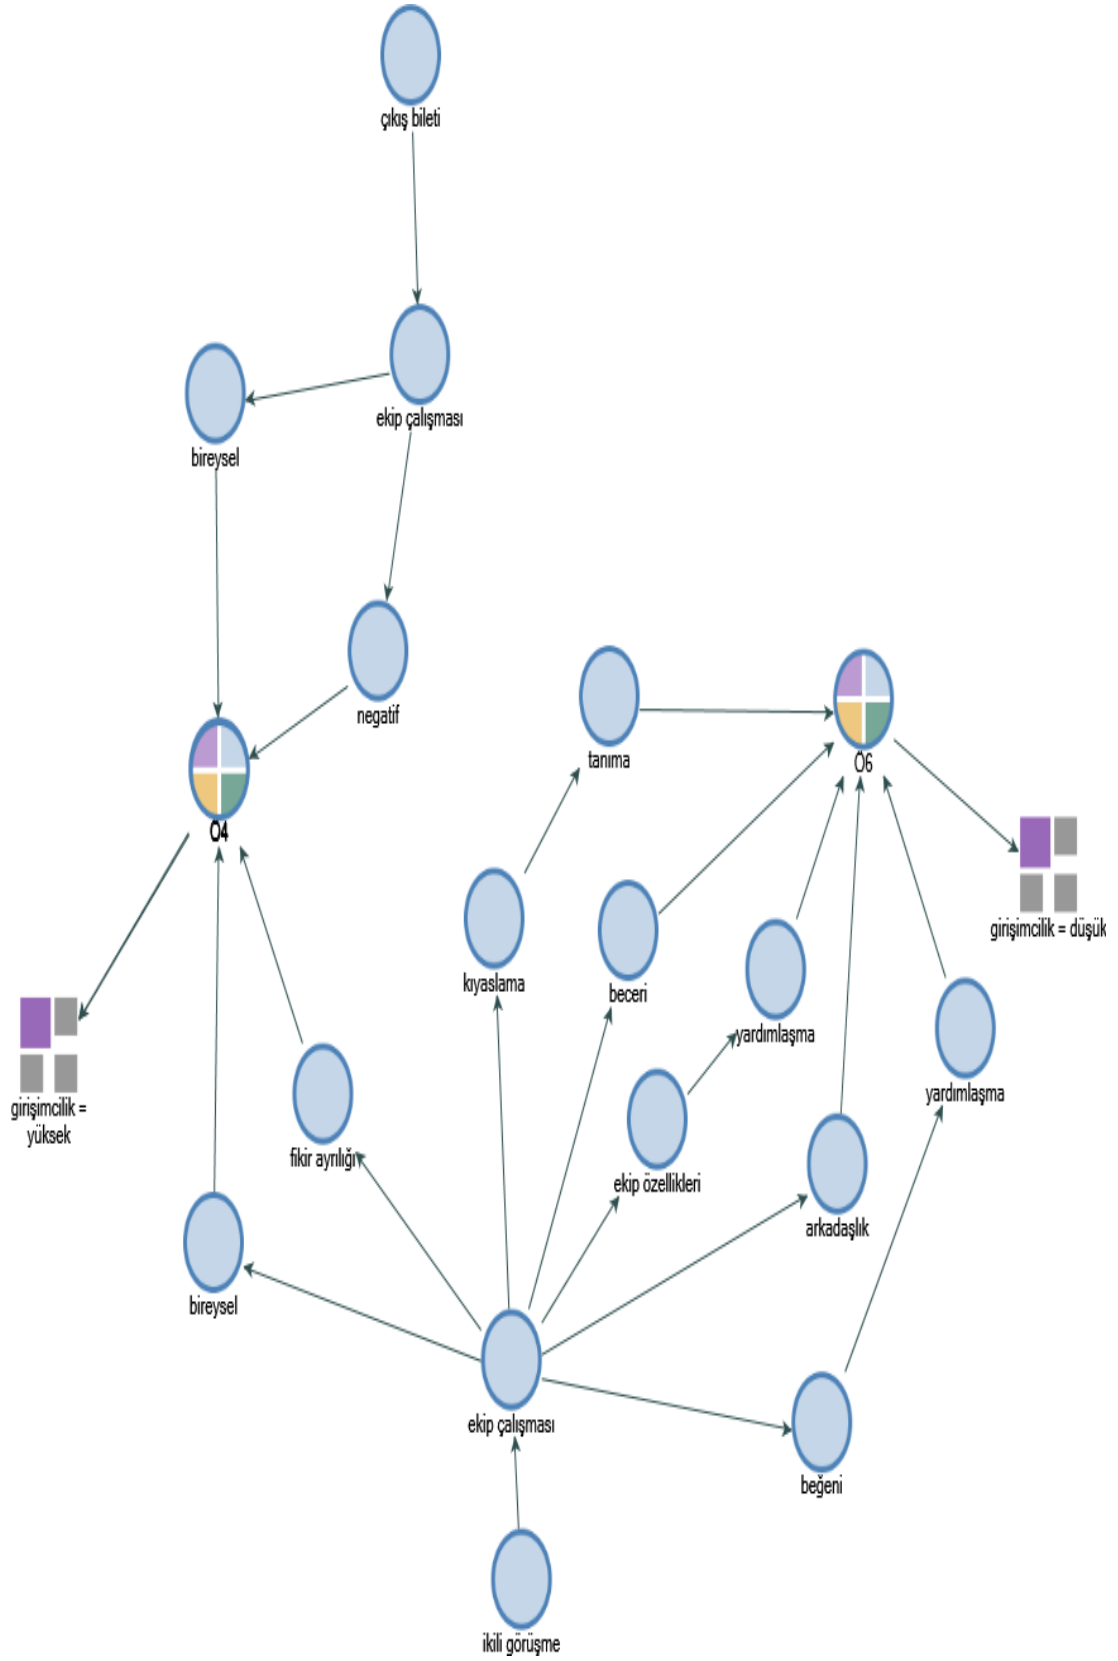 çıkış bileti
ekip çalışması
bireysel
negatif
tanıma
Ö6
Ö4
girişimcilik = düşük
kıyaslama
beceri
yardımlaşma
yardımlaşma
girişimcilik =
yüksek
fikir ayrılığı
ekip özellikleri
arkadaşlık
bireysel
ekip çalışması
beğeni
ikili görüşme